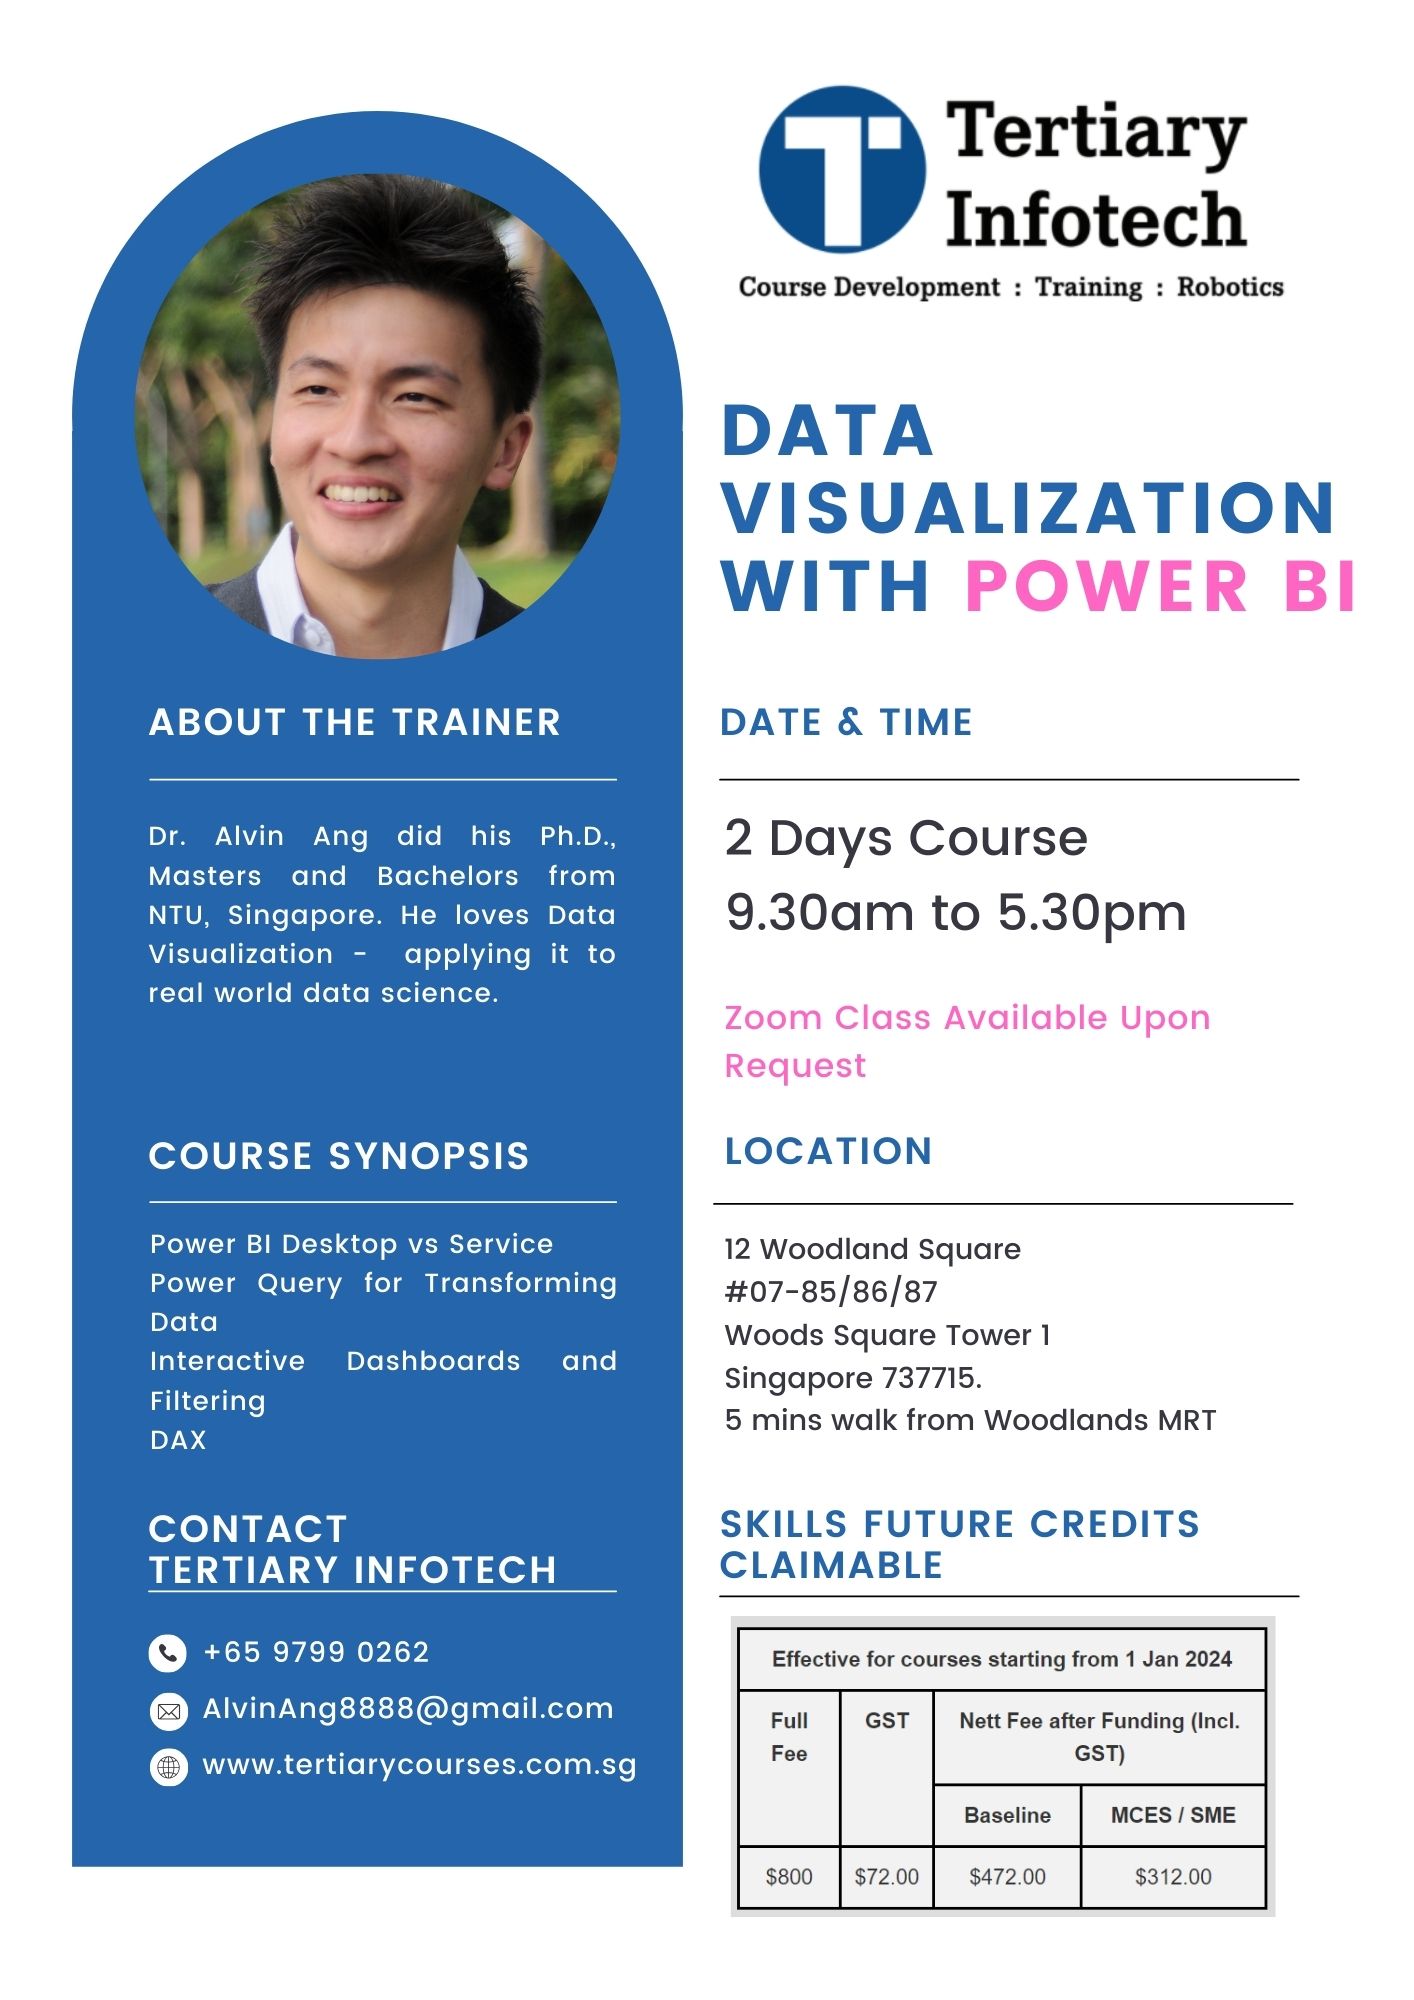 Tertiary
Infotech
Course Development : Training : Robotics
DATA
VISUALIZATION
WITH POWER BI
ABOUT THE TRAINER
Dr. Alvin Ang did his Ph.D.,
Masters and Bachelors from
NTU, Singapore. He loves Data
Visualization - applying it to
real world data science.
COURSE SYNOPSIS
Power BI Desktop vs Service
Power Query for Transforming
Data
Interactive Dashboards and
Filtering
DAX
CONTACT
TERTIARY INFOTECH
+65 9799 0262
AlvinAng8888@gmail.com
www.tertiarycourses.com.sg
DATE & TIME
2 Days Course
9.30am to 5.30pm
Zoom Class Available Upon
Request
LOCATION
12 Woodland Square
#07-85/86/87
Woods Square Tower 1
Singapore 737715.
5 mins walk from Woodlands MRT
SKILLS FUTURE CREDITS
CLAIMABLE
Effective for courses starting from 1 Jan 2024
Full
Fee
GST
Nett Fee after Funding (Incl.
GST)
Baseline
MCES / SME
$800
$72.00
$472.00
$312.00